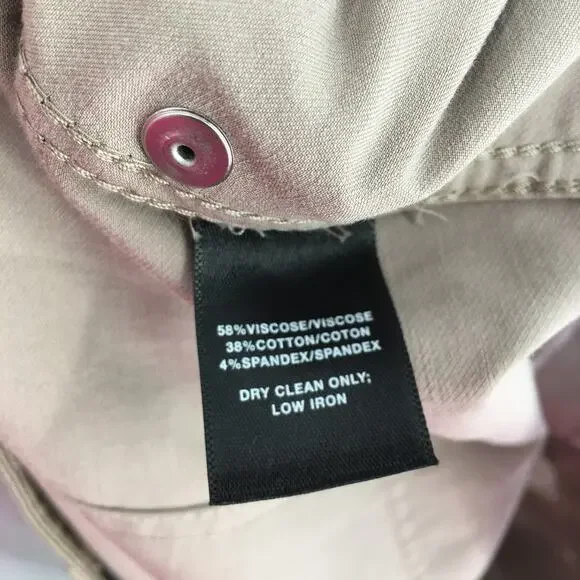 58%VISCOSE/VISCOSE
38%COTTON/COTON
4%SPANDEX/SPANDEX
DRY CLEAN ONLY;
LOW IRON